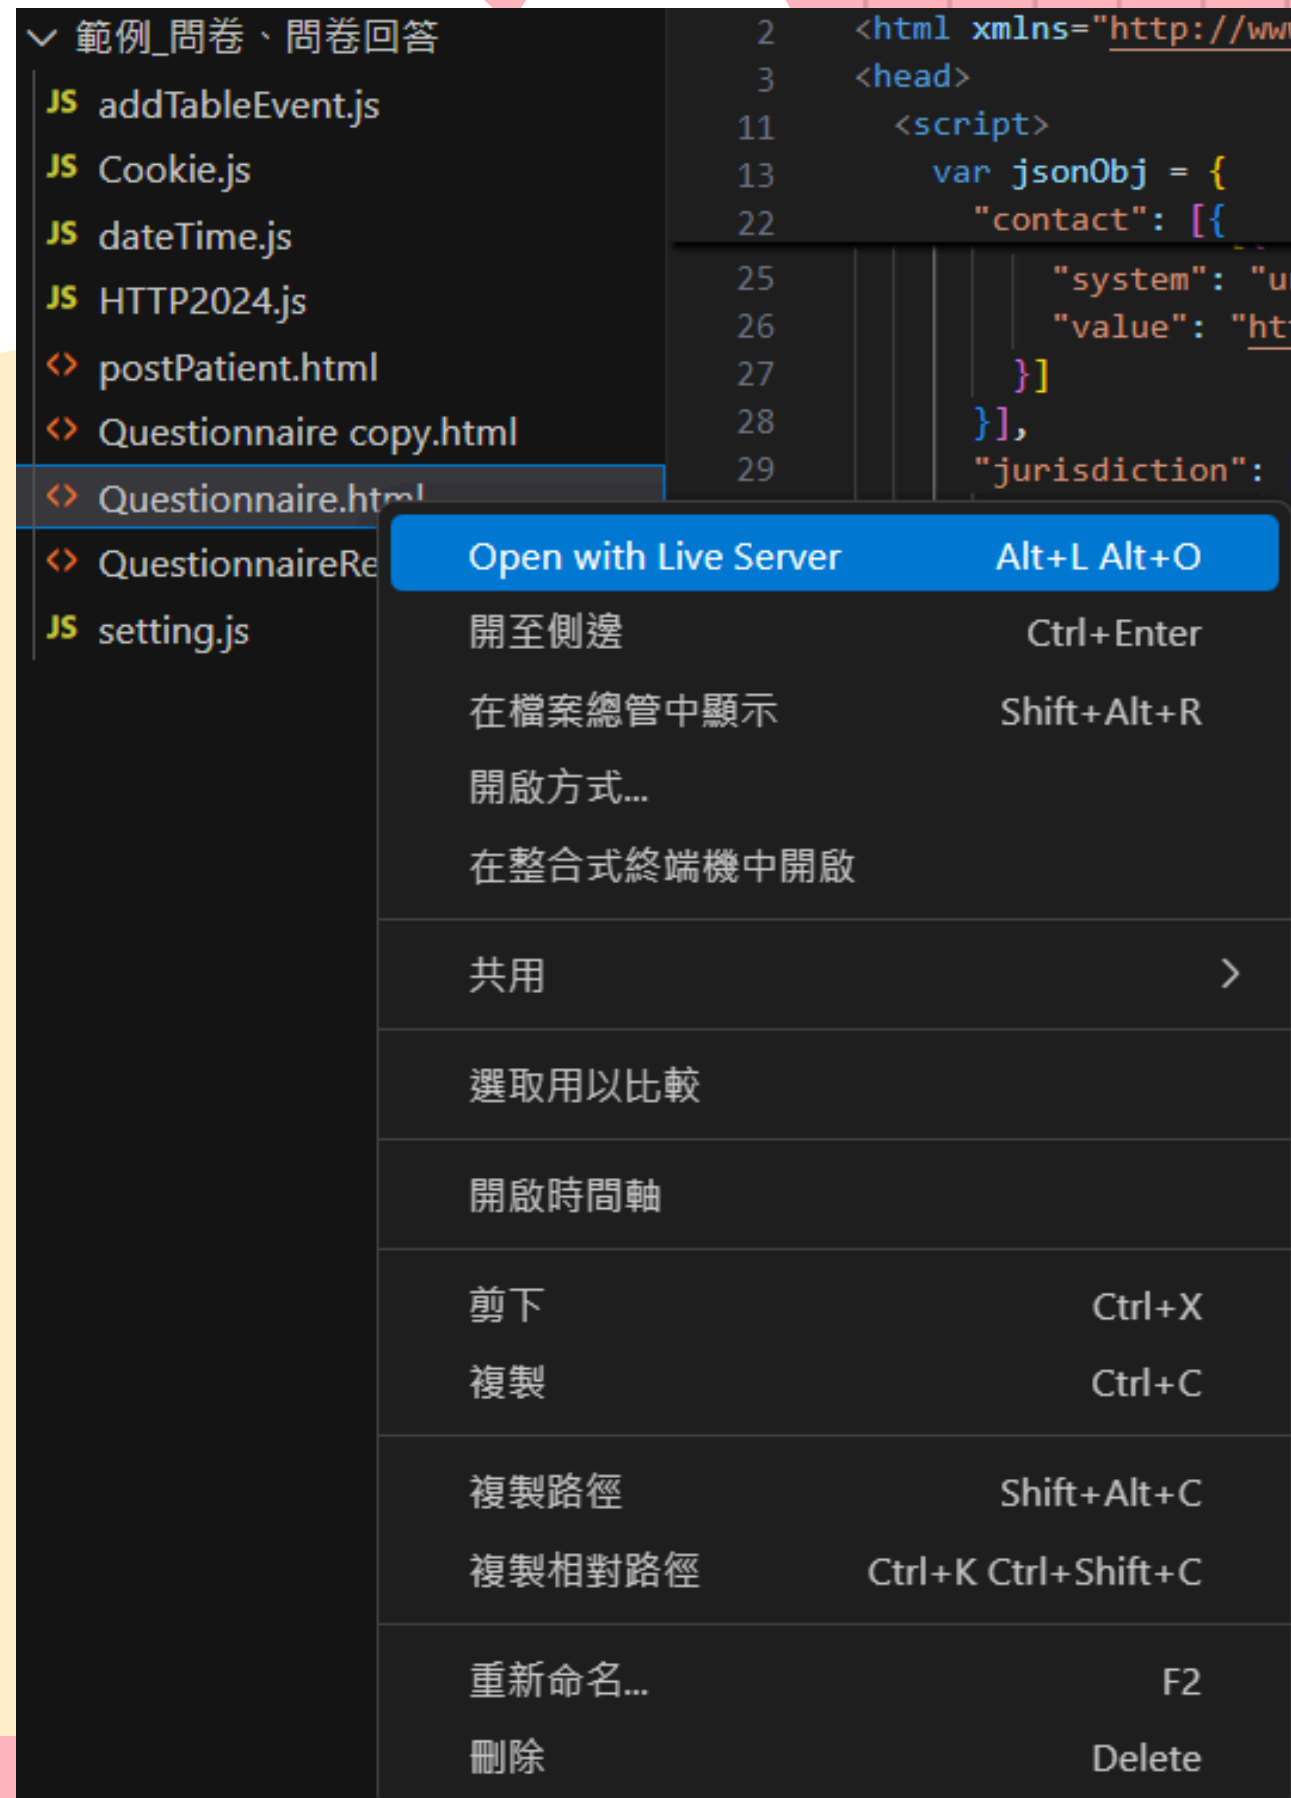 範例_問卷、問卷回答
JS addTableEvent.js
JS Cookie.js
JS dateTime.js
JS HTTP2024.js
<> postPatient.html
<> Questionnaire copy.html
<> Questionnaire.html
<> QuestionnaireRe
JS setting.js
2 <html xmlns="http://www
3 <head>
11 <script>
13 var jsonObj = {
22 "contact": [{
25 "system": "u
26 "value": "ht
27 }]
28 }],
29 "jurisdiction":
Open with Live Server Alt+L Alt+O
開至側邊 Ctrl+Enter
在檔案總管中顯示 Shift+Alt+R
開啟方式...
在整合式終端機中開啟
共用
選取用以比較
開啟時間軸
剪下 Ctrl+X
複製 Ctrl+C
複製路徑 Shift+Alt+C
複製相對路徑 Ctrl+K Ctrl+Shift+C
重新命名... F2
刪除 Delete